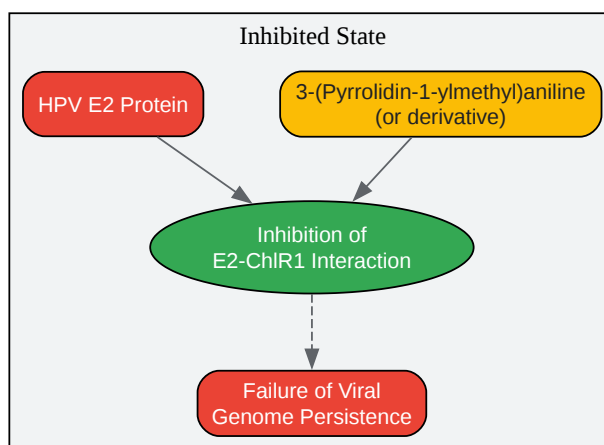 Inhibited State
HPV E2 Protein
3-(Pyrrolidin-1-ylmethyl)aniline
(or derivative)
Inhibition of
E2-ChlR1 Interaction
Failure of Viral
Genome Persistence